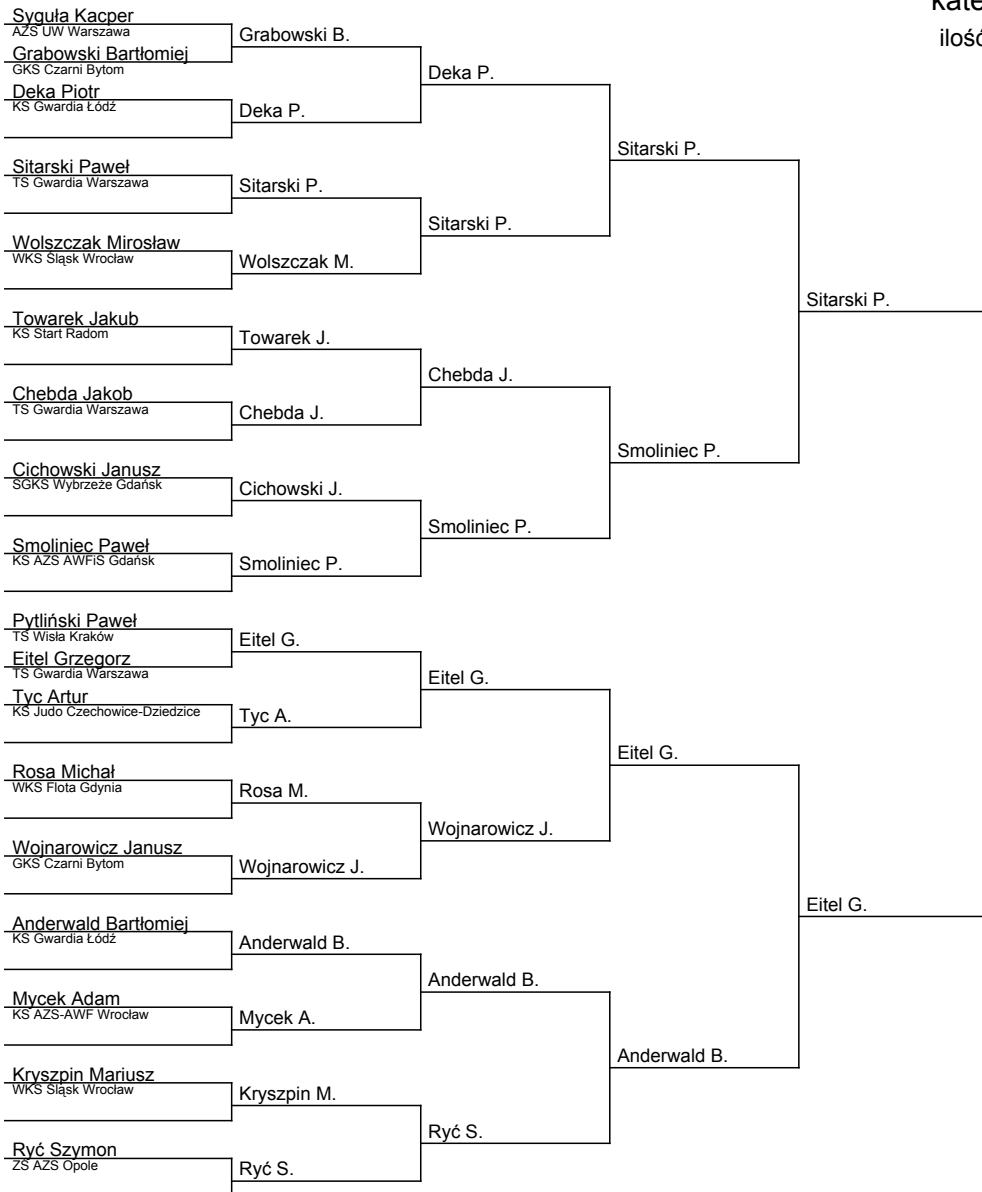 kate
ilość
Syguła Kacper
AZS UW Warszawa
Grabowski Bartłomiej
GKS Czarni Bytom
Deka Piotr
KS Gwardia Łódź
Sitarski Paweł
TS Gwardia Warszawa
Wolszczak Mirosław
WKS Śląsk Wrocław
Towarek Jakub
KS Start Radom
Chebda Jakob
TS Gwardia Warszawa
Cichowski Janusz
SGKS Wybrzeże Gdańsk
Smoliniec Paweł
KS AZS AWFiS Gdańsk
Pytliński Paweł
TS Wisła Kraków
Eitel Grzegorz
TS Gwardia Warszawa
Tyc Artur
KS Judo Czechowice-Dziedzice
Rosa Michał
WKS Flota Gdynia
Wojnarowicz Janusz
GKS Czarni Bytom
Anderwald Bartłomiej
KS Gwardia Łódź
Mycek Adam
KS AZS-AWF Wrocław
Kryszpin Mariusz
WKS Śląsk Wrocław
Ryć Szymon
ZS AZS Opole
Grabowski B.
Deka P.
Sitarski P.
Wolszczak M.
Towarek J.
Chebda J.
Cichowski J.
Smoliniec P.
Eitel G.
Tyc A.
Rosa M.
Wojnarowicz J.
Anderwald B.
Mycek A.
Kryszpin M.
Ryć S.
Deka P.
Sitarski P.
Chebda J.
Smoliniec P.
Eitel G.
Wojnarowicz J.
Anderwald B.
Ryć S.
Sitarski P.
Smoliniec P.
Eitel G.
Anderwald B.
Sitarski P.
Eitel G.